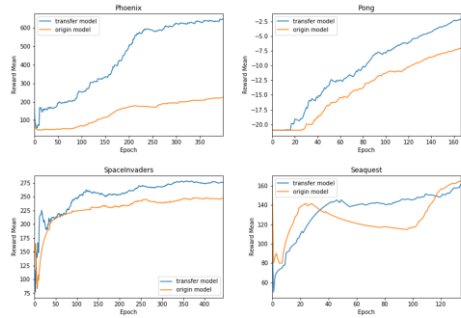 Phoenix
transfer model
origin model
600
500
400
300
200
100
Reward Mean
0 50 100 150 200 250 300 350
Epoch
Pong
transfer model
origin model
−2.5
−5.0
−7.5
−10.0
−12.5
−15.0
−17.5
−20.0
Reward Mean
0 20 40 60 80 100 120 140 160
Epoch
SpaceInvaders
275
250
225
200
175
150
125
100
75
Reward Mean
transfer model
origin model
0 50 100 150 200 250 300 350 400
Epoch
Seaquest
transfer model
origin model
160
140
120
100
80
60
Reward Mean
0 20 40 60 80 100 120
Epoch